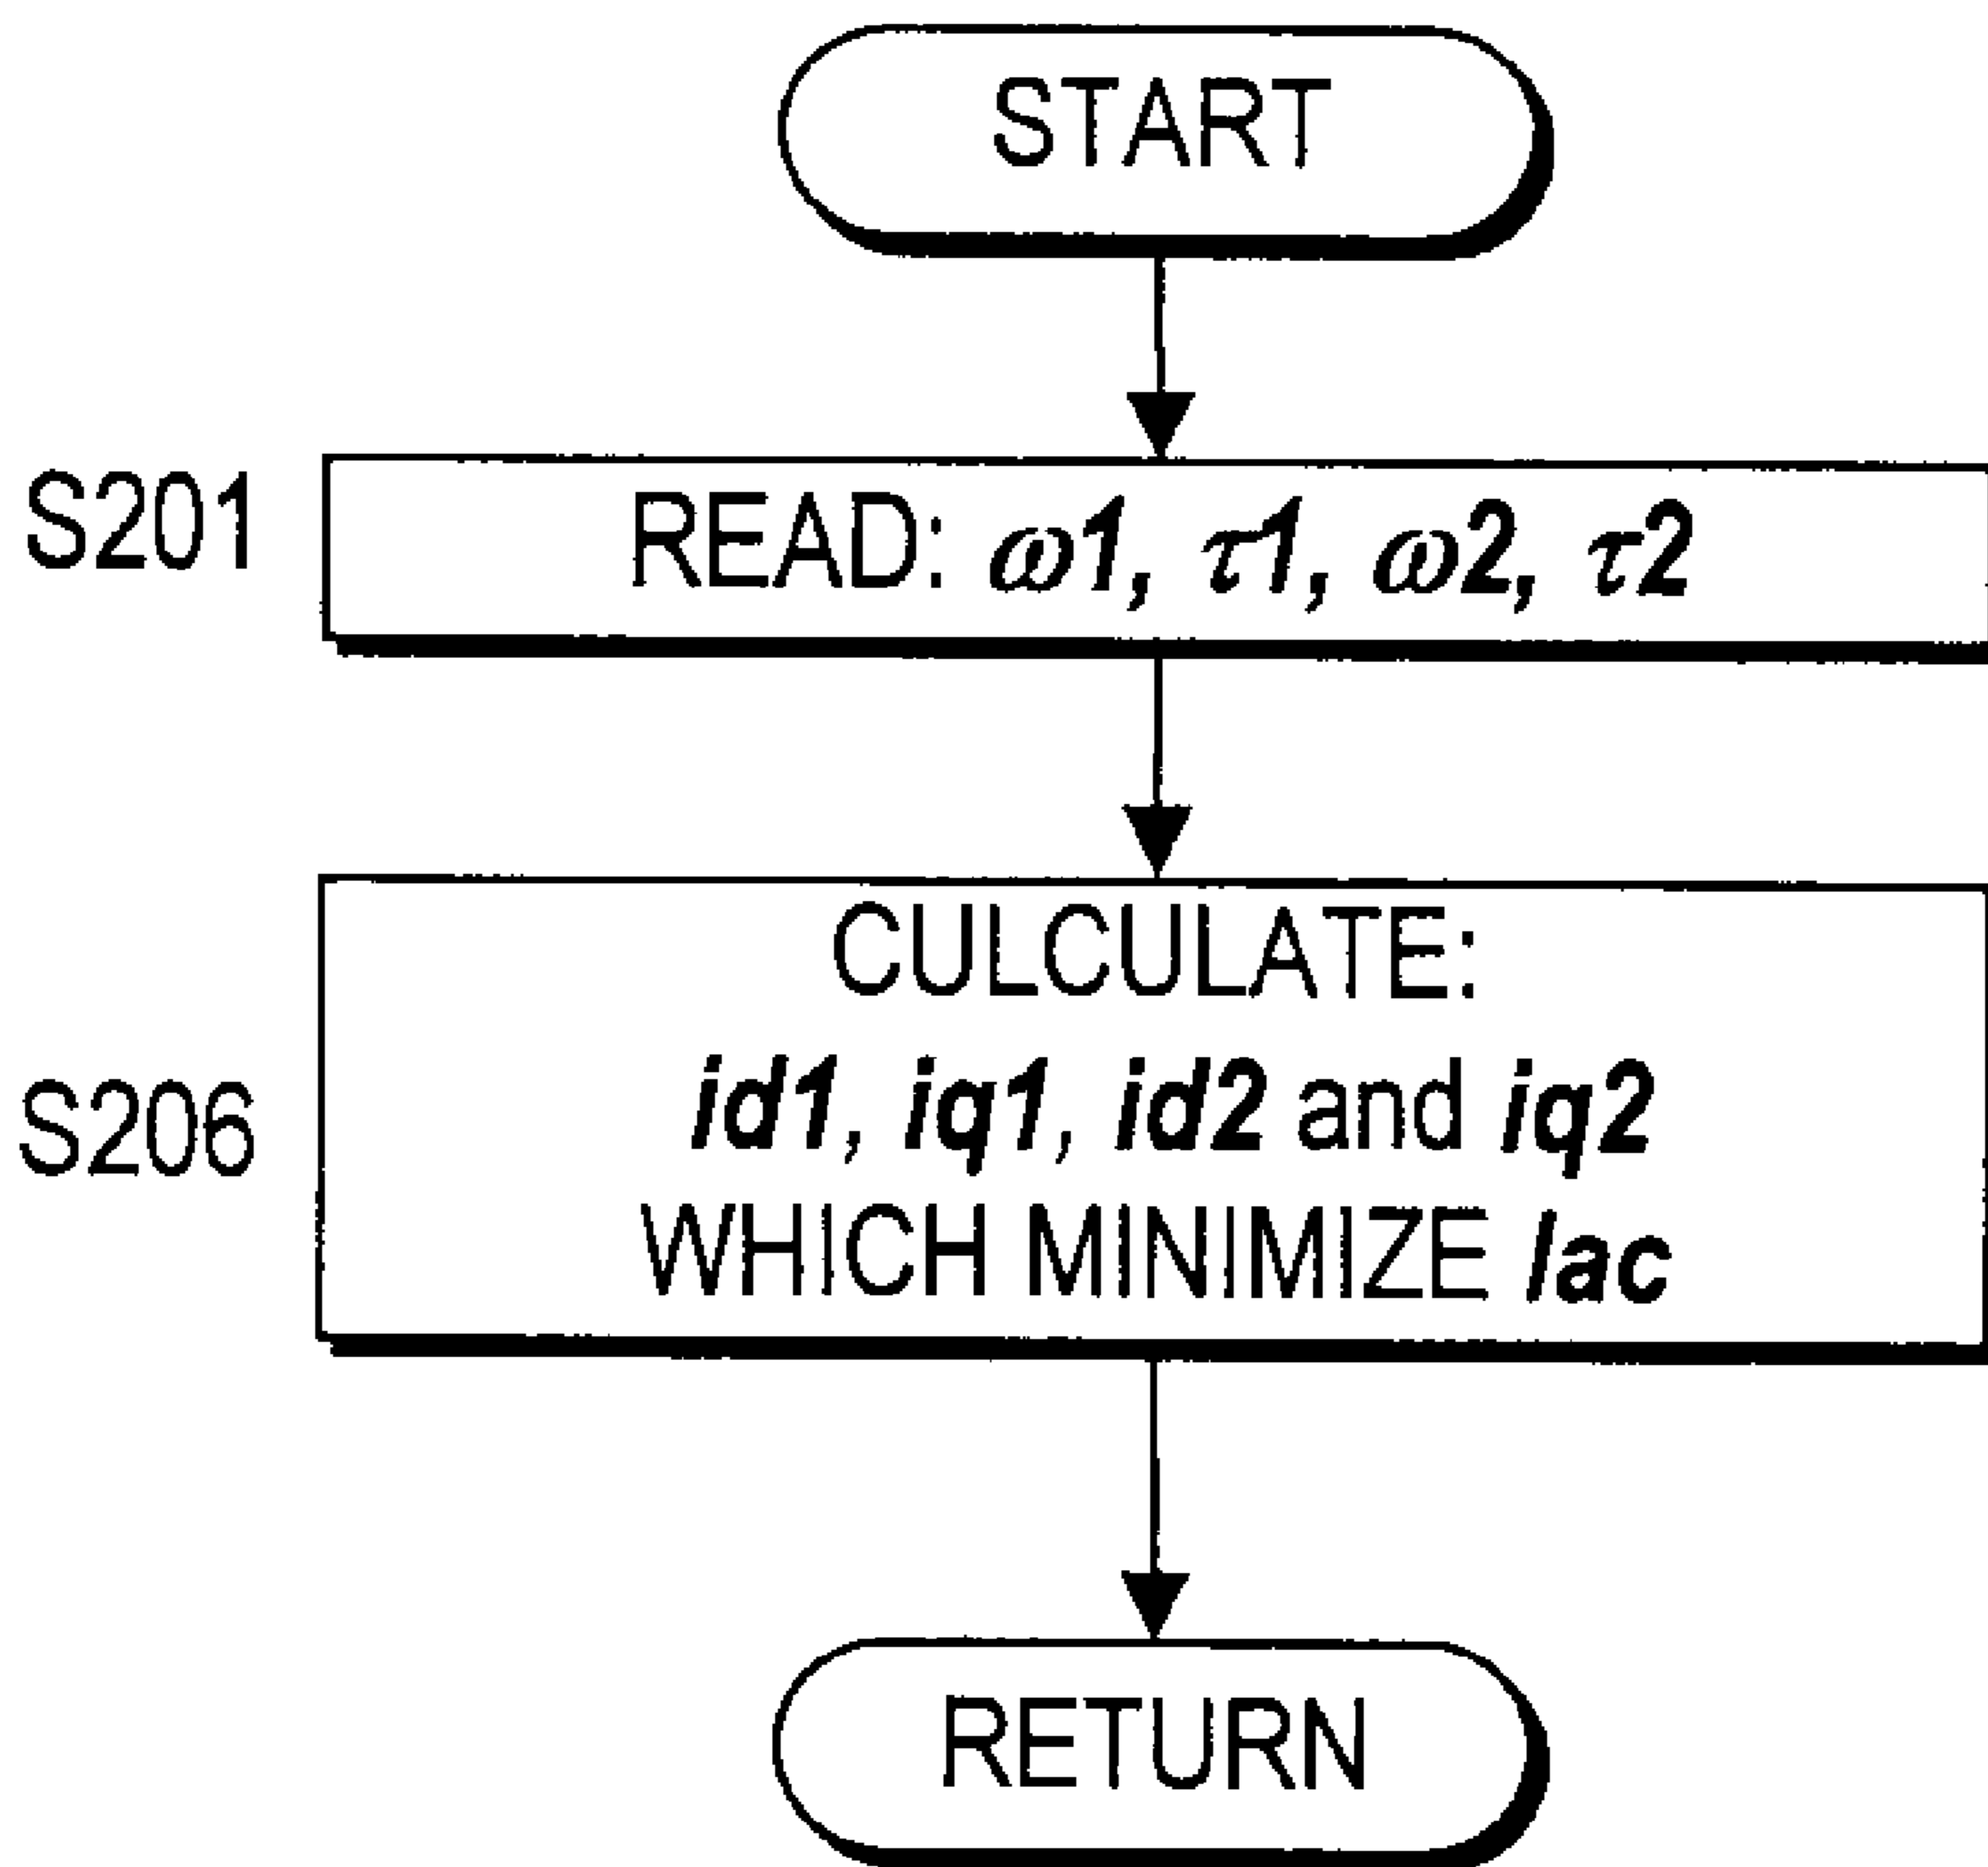 START
S201
READ: ω1, τ1, ω2, τ2
CULCULATE:
id1, iq1, id2 and iq2
S206
WHICH MINIMIZE Iac
RETURN